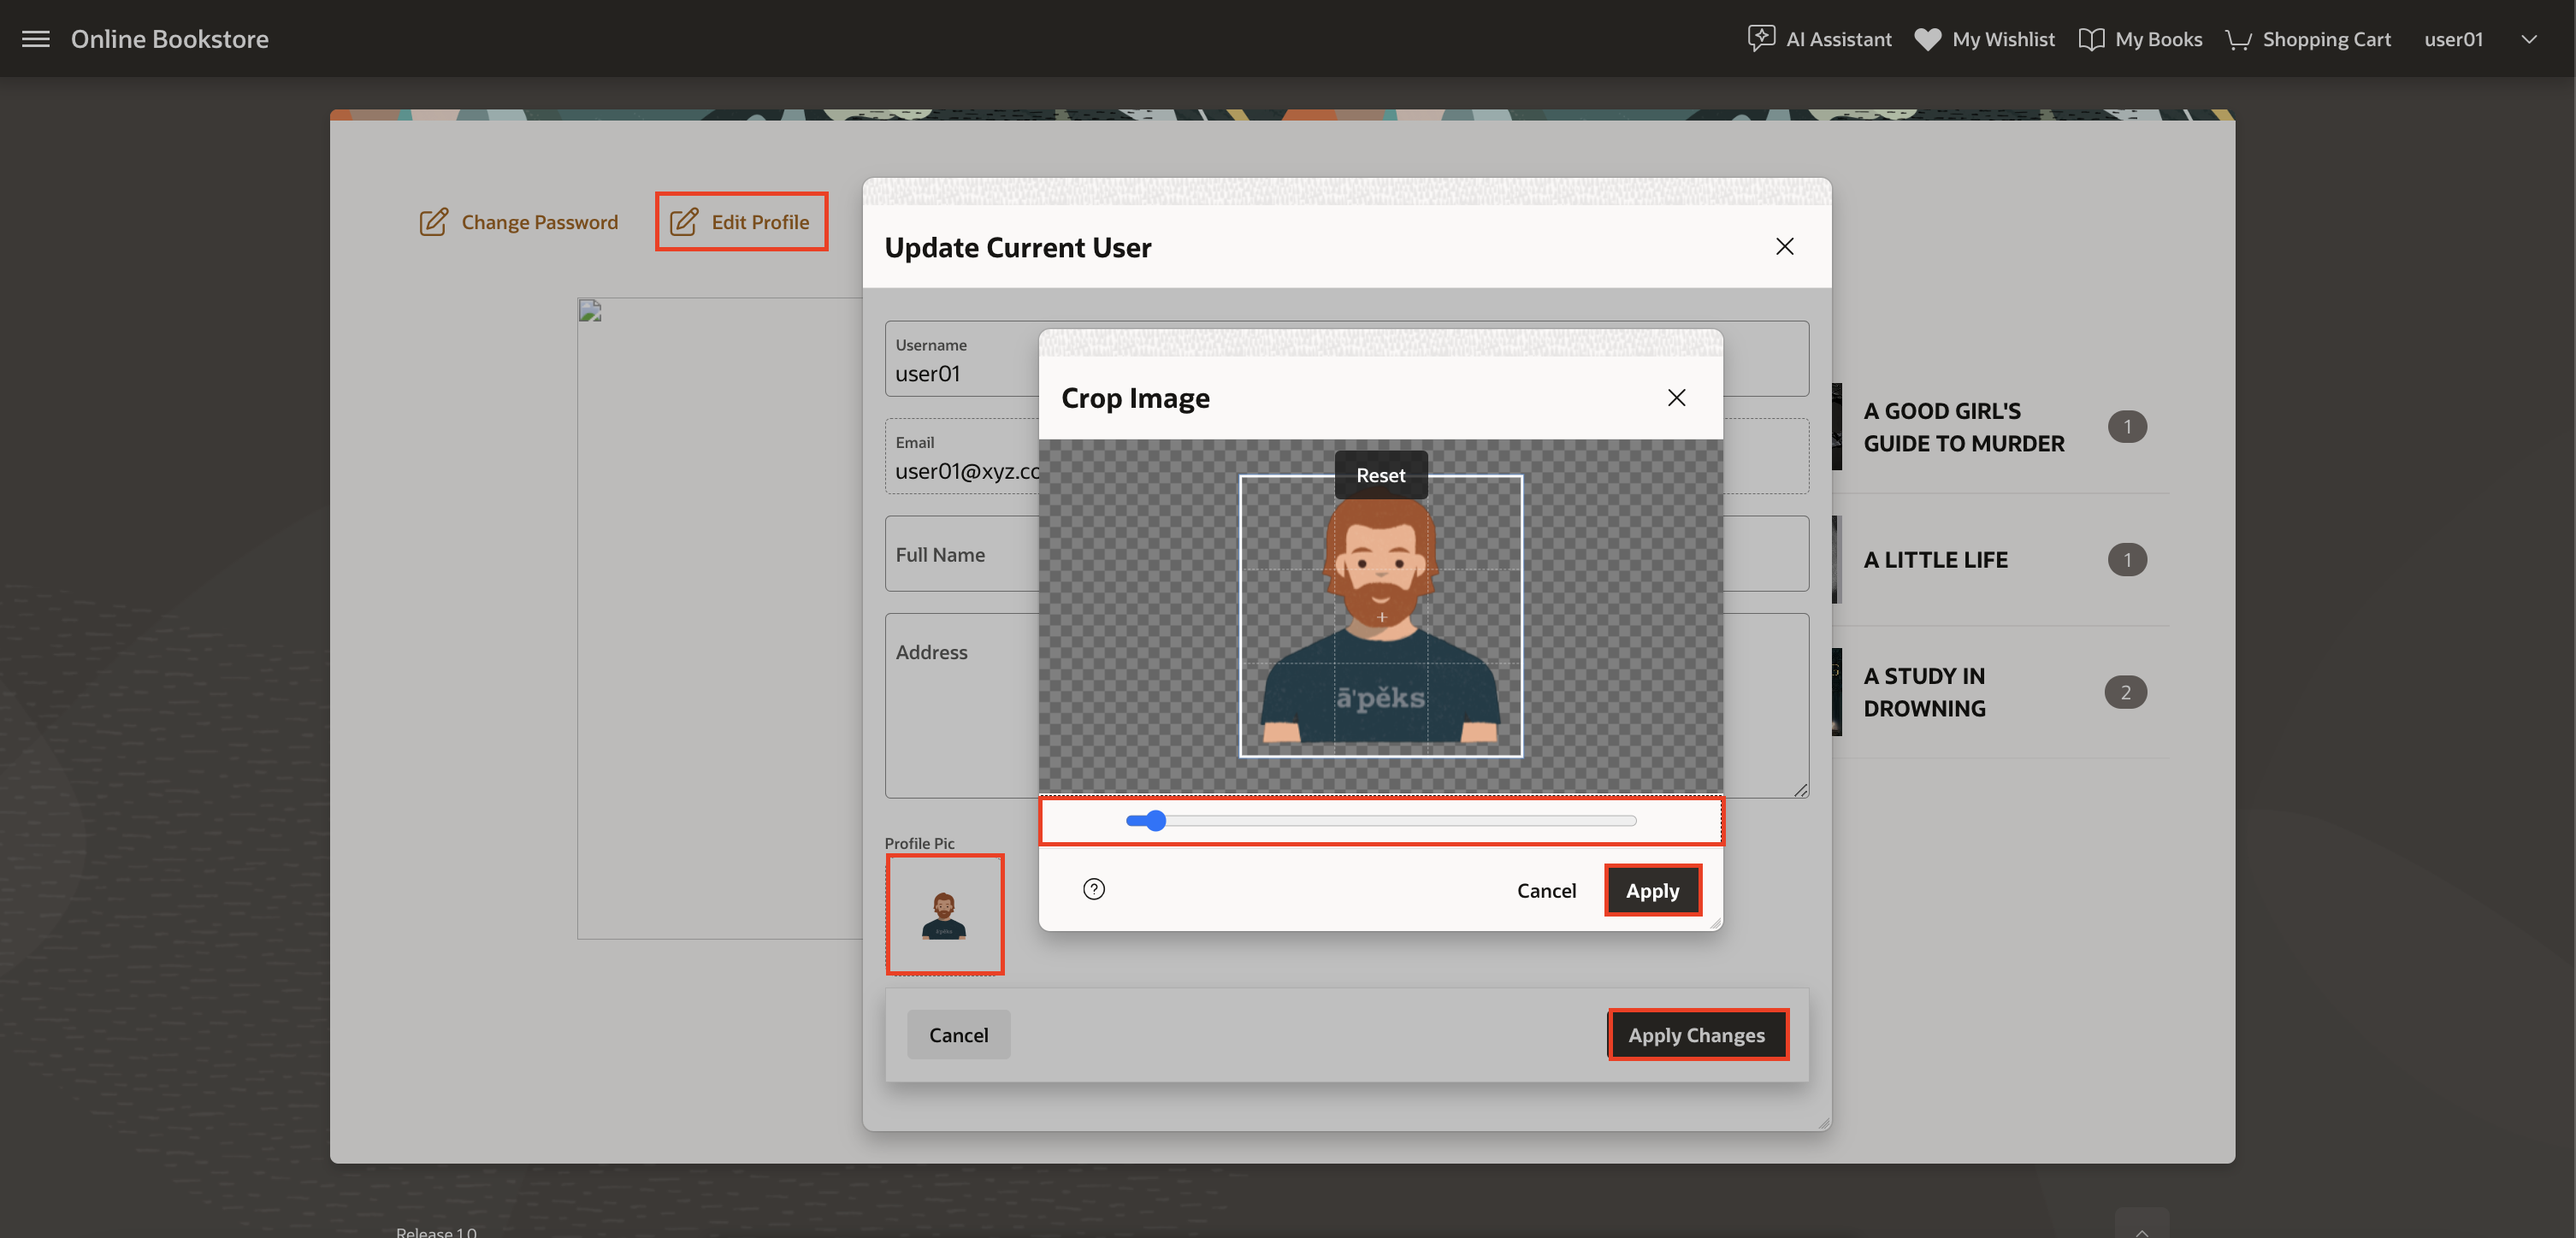 Online Bookstore
AI Assistant
My Wishlist
My Books
Shopping Cart
user01
Change Password
Edit Profile
Update Current User
Username
user01
Email
user01@xyz.co
Full Name
Address
Profile Pic
Cancel
Apply Changes
Crop Image
Reset
ā'pĕks
Cancel
Apply
A GOOD GIRL'S
GUIDE TO MURDER
1
A LITTLE LIFE
1
A STUDY IN
DROWNING
2
Release 1.0